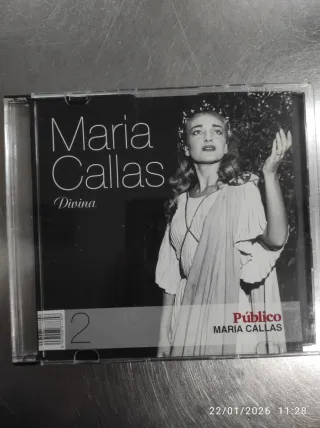 Maria
Callas
Divina
2
Público
MARIA CALLAS
22/01/2026 11:28